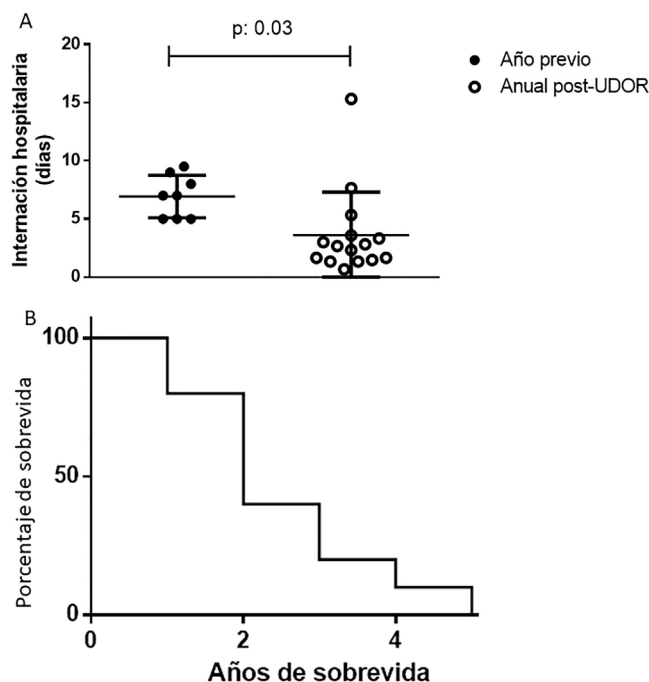 A
p: 0.03
20
15
10
5
0
Internación hospitalaria
(días)
Año previo
Anual post-UDOR
B
100
50
0
Porcentaje de sobrevida
0 2 4
Años de sobrevida